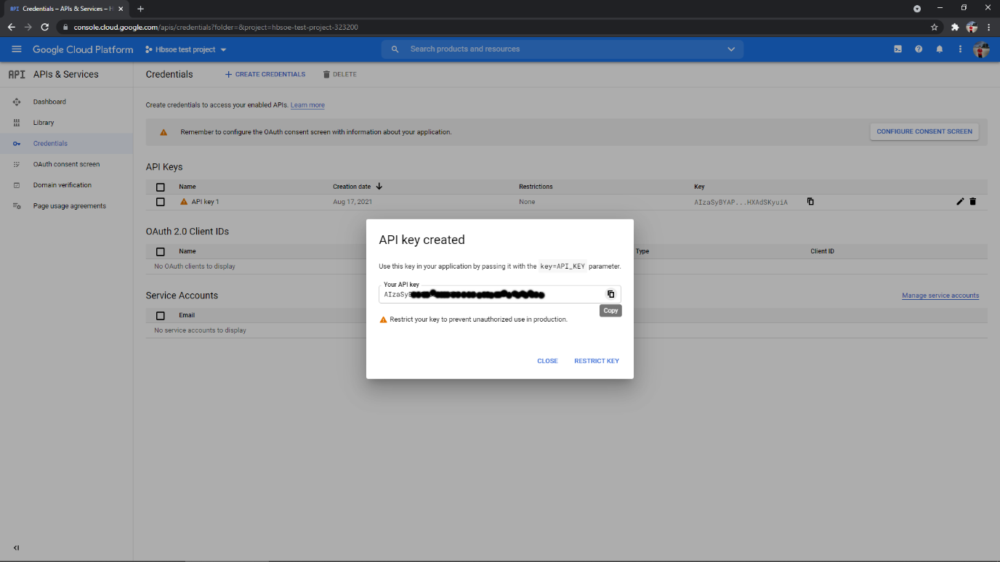 API Credentials – APIs & Services – H
console.cloud.google.com/apis/credentials?folder=&project=hbsoe-test-project-323200
Google Cloud Platform
Hbsoe test project
Search products and resources
API APIs & Services
Credentials
CREATE CREDENTIALS
DELETE
Dashboard
Library
Credentials
OAuth consent screen
Domain verification
Page usage agreements
Create credentials to access your enabled APIs. Learn more
Remember to configure the OAuth consent screen with information about your application.
CONFIGURE CONSENT SCREEN
API Keys
Name Creation date Restrictions Key
API key 1 Aug 17, 2021 None AIzaSyBYAP...HXAdSKyuiA
OAuth 2.0 Client IDs
Name Type Client ID
No OAuth clients to display
Service Accounts
Manage service accounts
Email
No service accounts to display
API key created
Use this key in your application by passing it with the key=API_KEY parameter.
Your API key
AIzaSy
Copy
Restrict your key to prevent unauthorized use in production.
CLOSE RESTRICT KEY